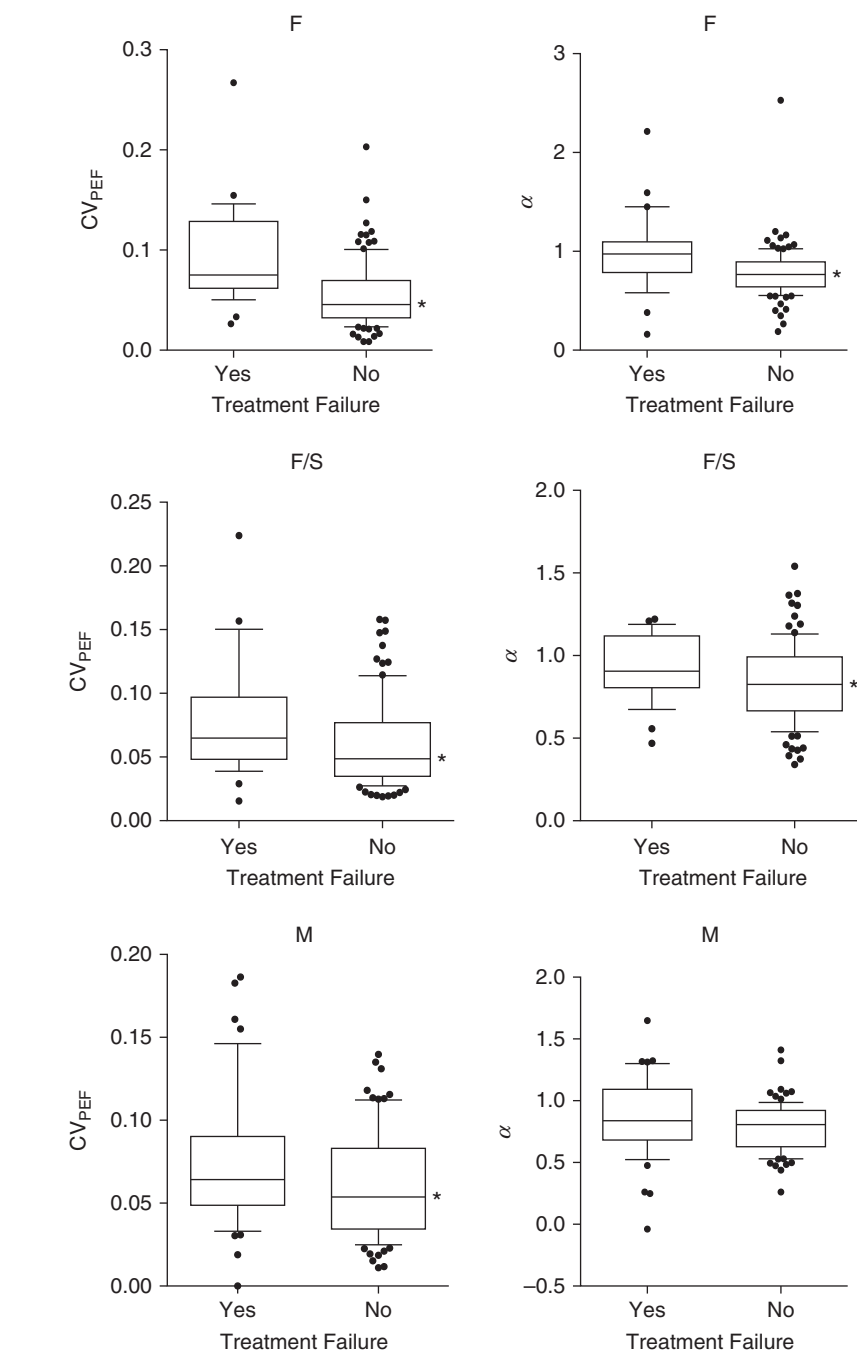 F
0.3
0.2
0.1
0.0
CV_PEF
Yes No
*
Treatment Failure
F
3
2
1
0
α
Yes No
*
Treatment Failure
F/S
0.25
0.20
0.15
0.10
0.05
0.00
CV_PEF
Yes No
*
Treatment Failure
F/S
2.0
1.5
1.0
0.5
0.0
α
Yes No
*
Treatment Failure
M
0.20
0.15
0.10
0.05
0.00
CV_PEF
Yes No
*
Treatment Failure
M
2.0
1.5
1.0
0.5
0.0
–0.5
α
Yes No
Treatment Failure